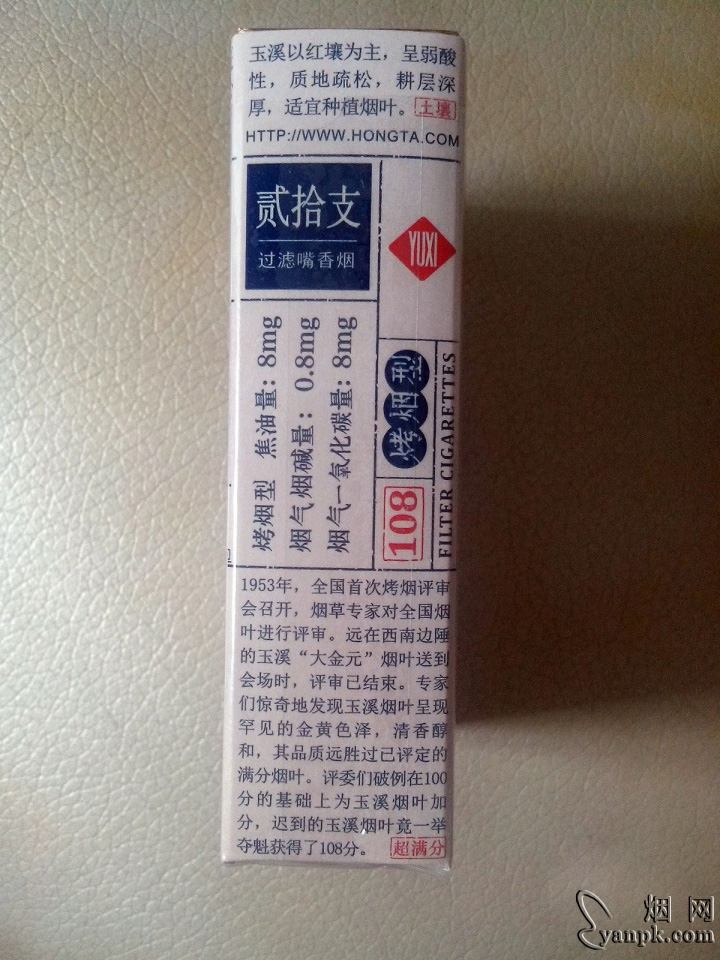 玉溪以红壤为主，呈弱酸
性，质地疏松，耕层深
厚，适宜种植烟叶。土壤
HTTP://WWW.HONGTA.COM
贰拾支
过滤嘴香烟
YUXI
烤烟型 焦油量：8mg
烟气烟碱量：0.8mg
烟气一氧化碳量：8mg
烤烟型
108
FILTER CIGARETTES
1953年，全国首次烤烟评审
会召开，烟草专家对全国烟
叶进行评审。远在西南边陲
的玉溪“大金元”烟叶送到
会场时，评审已结束。专家
们惊奇地发现玉溪烟叶呈现
罕见的金黄色泽，清香醇
和，其品质远胜过已评定的
满分烟叶。评委们破例在100
分的基础上为玉溪烟叶加
分，迟到的玉溪烟叶竟一举
夺魁获得了108分。超满分
烟网
yanpk.com